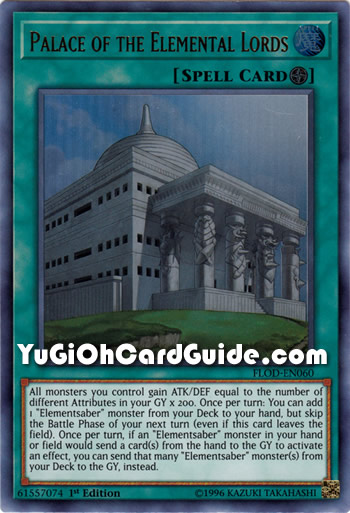 PALACE OF THE ELEMENTAL LORDS
[SPELL CARD]
YuGiOhCardGuide.com
FLOD-EN060
All monsters you control gain ATK/DEF equal to the number of
different Attributes in your GY x 200. Once per turn: You can add
1 "Elementsaber" monster from your Deck to your hand, but skip
the Battle Phase of your next turn (even if this card leaves the
field). Once per turn, if an "Elementsaber" monster in your hand
or field would send a card(s) from the hand to the GY to activate
an effect, you can send that many "Elementsaber" monster(s) from
your Deck to the GY, instead.
61557074 1st Edition ©1996 KAZUKI TAKAHASHI